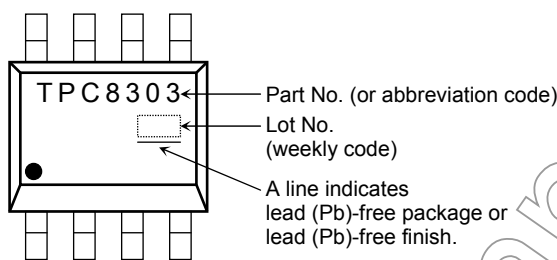 TPC8303
Part No. (or abbreviation code)
Lot No.
(weekly code)
A line indicates
lead (Pb)-free package or
lead (Pb)-free finish.